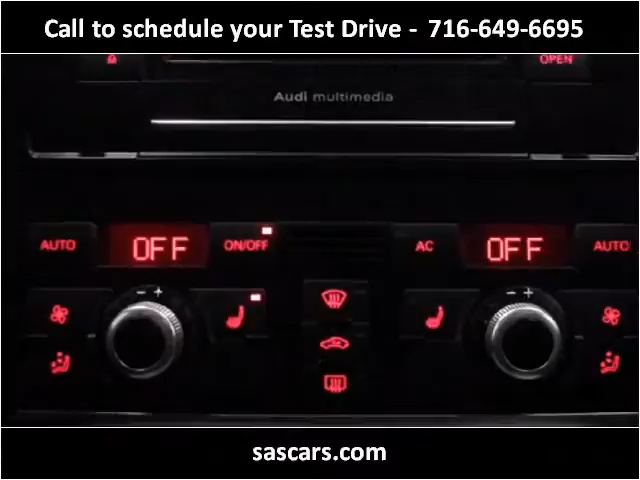 Call to schedule your Test Drive - 716-649-6695
OPEN
Audi multimedia
AUTO OFF ON/OFF AC OFF AUTO
- + - +
sascars.com